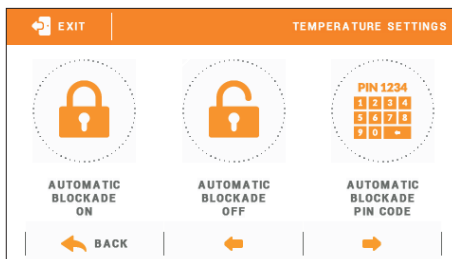 EXIT
TEMPERATURE SETTINGS
PIN 1234
1 2 3 4
5 6 7 8
9 0
AUTOMATIC
BLOCKADE
ON
AUTOMATIC
BLOCKADE
OFF
AUTOMATIC
BLOCKADE
PIN CODE
BACK